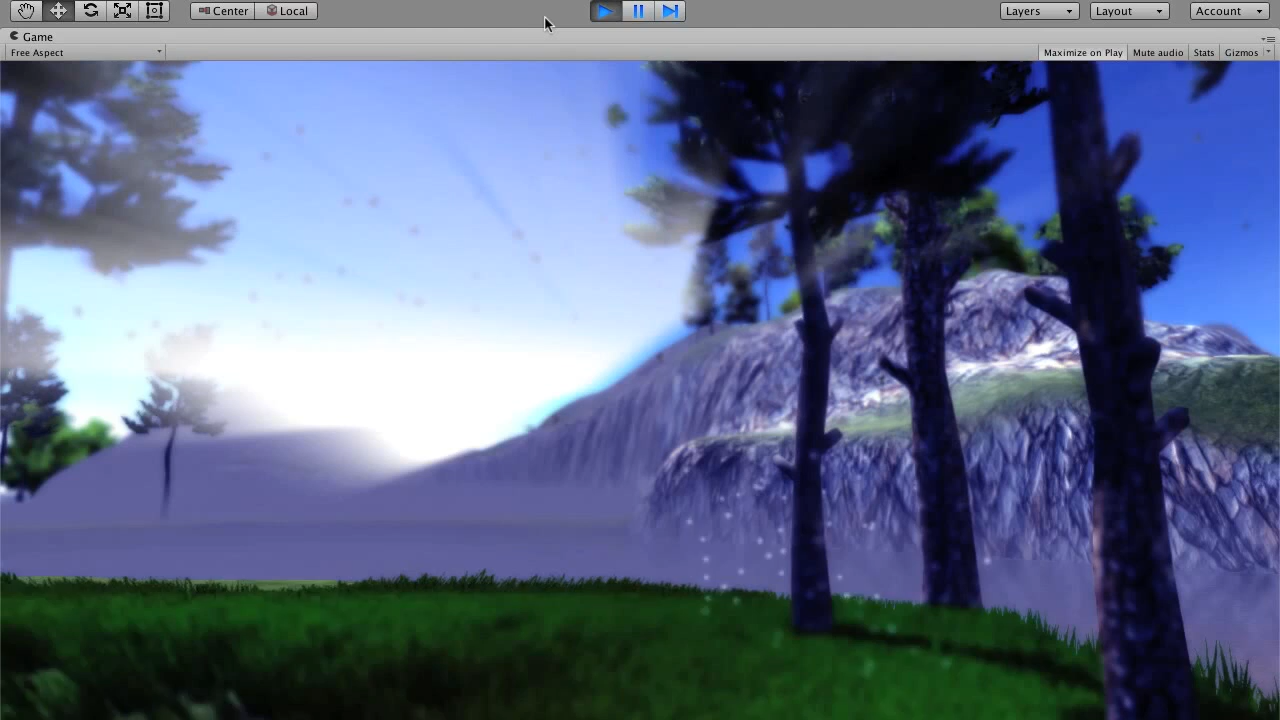 Center Local Layers Layout Account
Game
Free Aspect Maximize on Play Mute audio Stats Gizmos